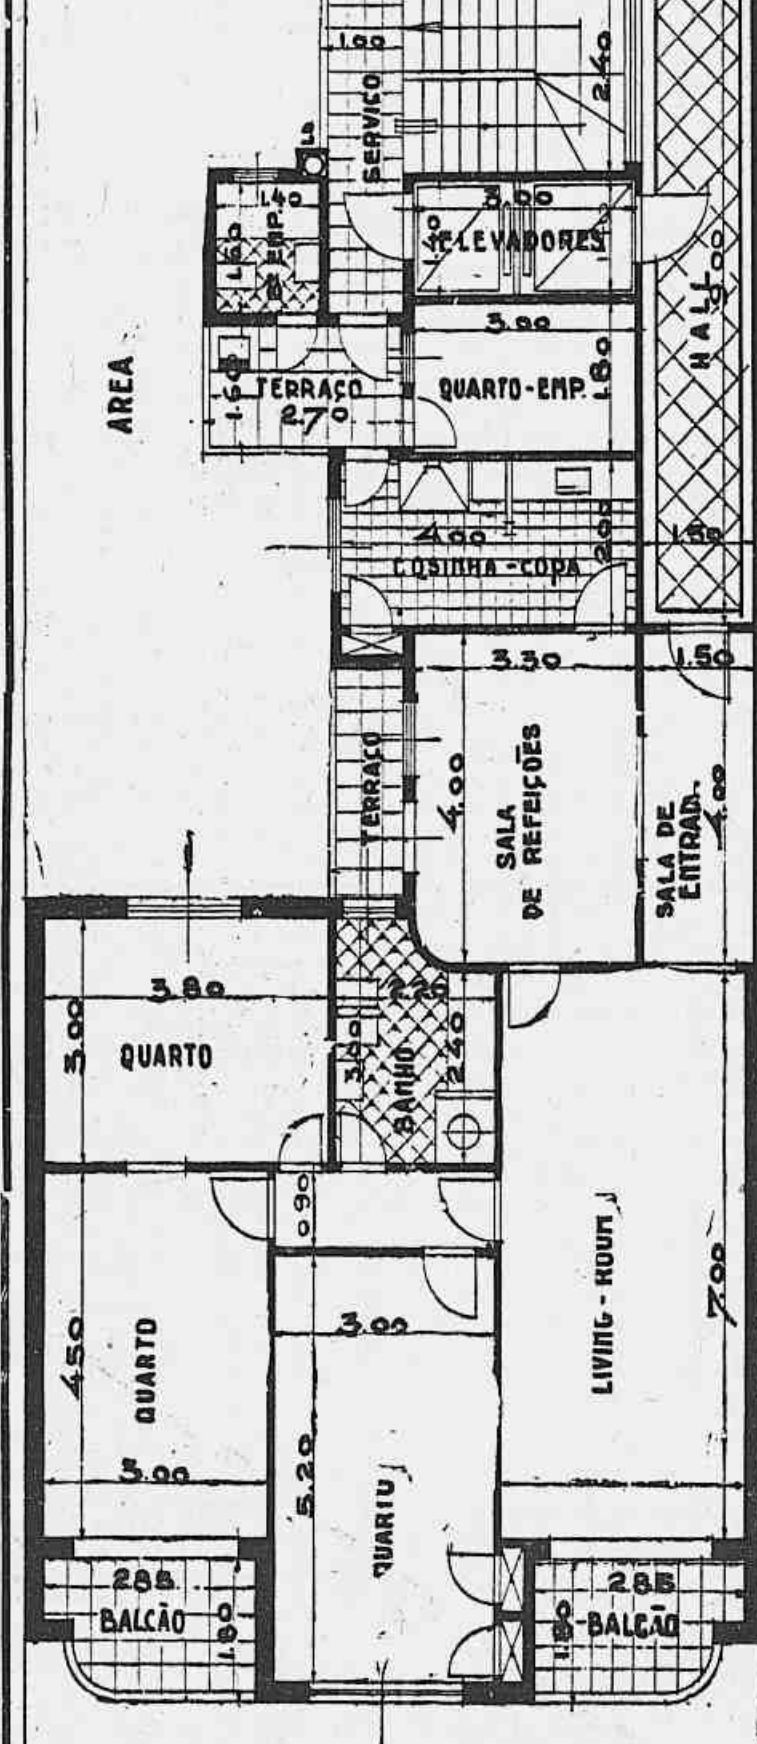 1.00
2.40
SERVIÇO
1.40
3.00
1.40
ELEVADORES
HALL
3.00
1.80
QUARTO-EMP.
AREA
TERRAÇO
2.70
1.60
4.00
2.00
COSINHA-COPA
1.50
3.30
1.50
TERRAÇO
4.00
SALA
DE REFEIÇÕES
SALA DE
ENTRAD.
4.00
3.80
3.00
QUARTO
2.20
3.00
BANHO
2.40
0.90
4.50
QUARTO
3.00
3.00
5.20
QUARTO
LIVING-ROOM
7.00
2.88
BALCÃO
1.80
2.88
1.80
BALCÃO